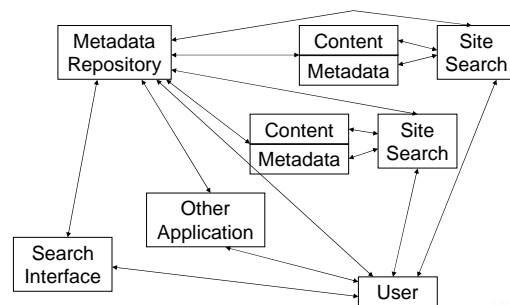 Metadata
Repository
Content
Metadata
Site
Search
Content
Metadata
Site
Search
Other
Application
Search
Interface
User